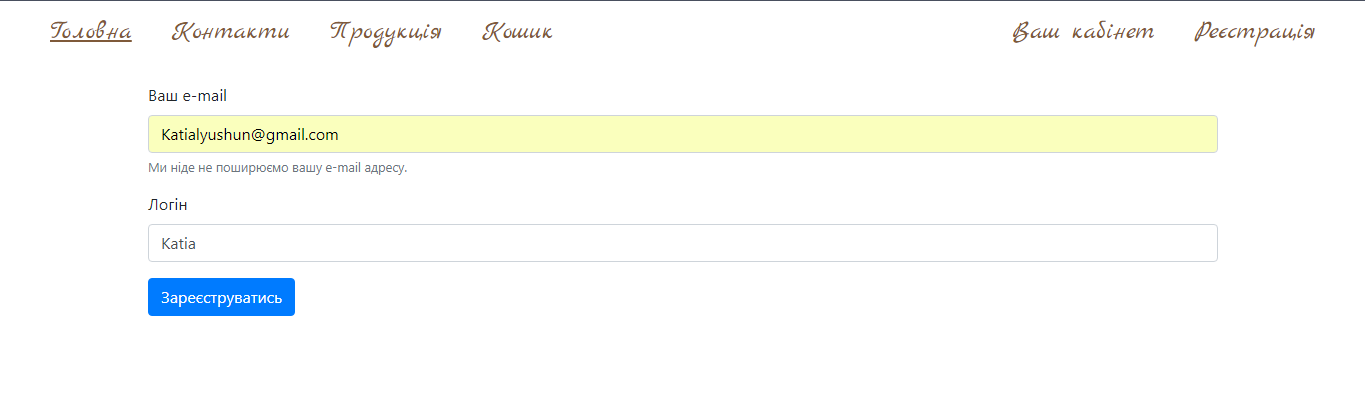 Головна Контакти Продукція Кошик Ваш кабінет Реєстрація
Ваш e-mail
Katialyushun@gmail.com
Ми ніде не поширюємо вашу e-mail адресу.
Логін
Katia
Зареєструватись